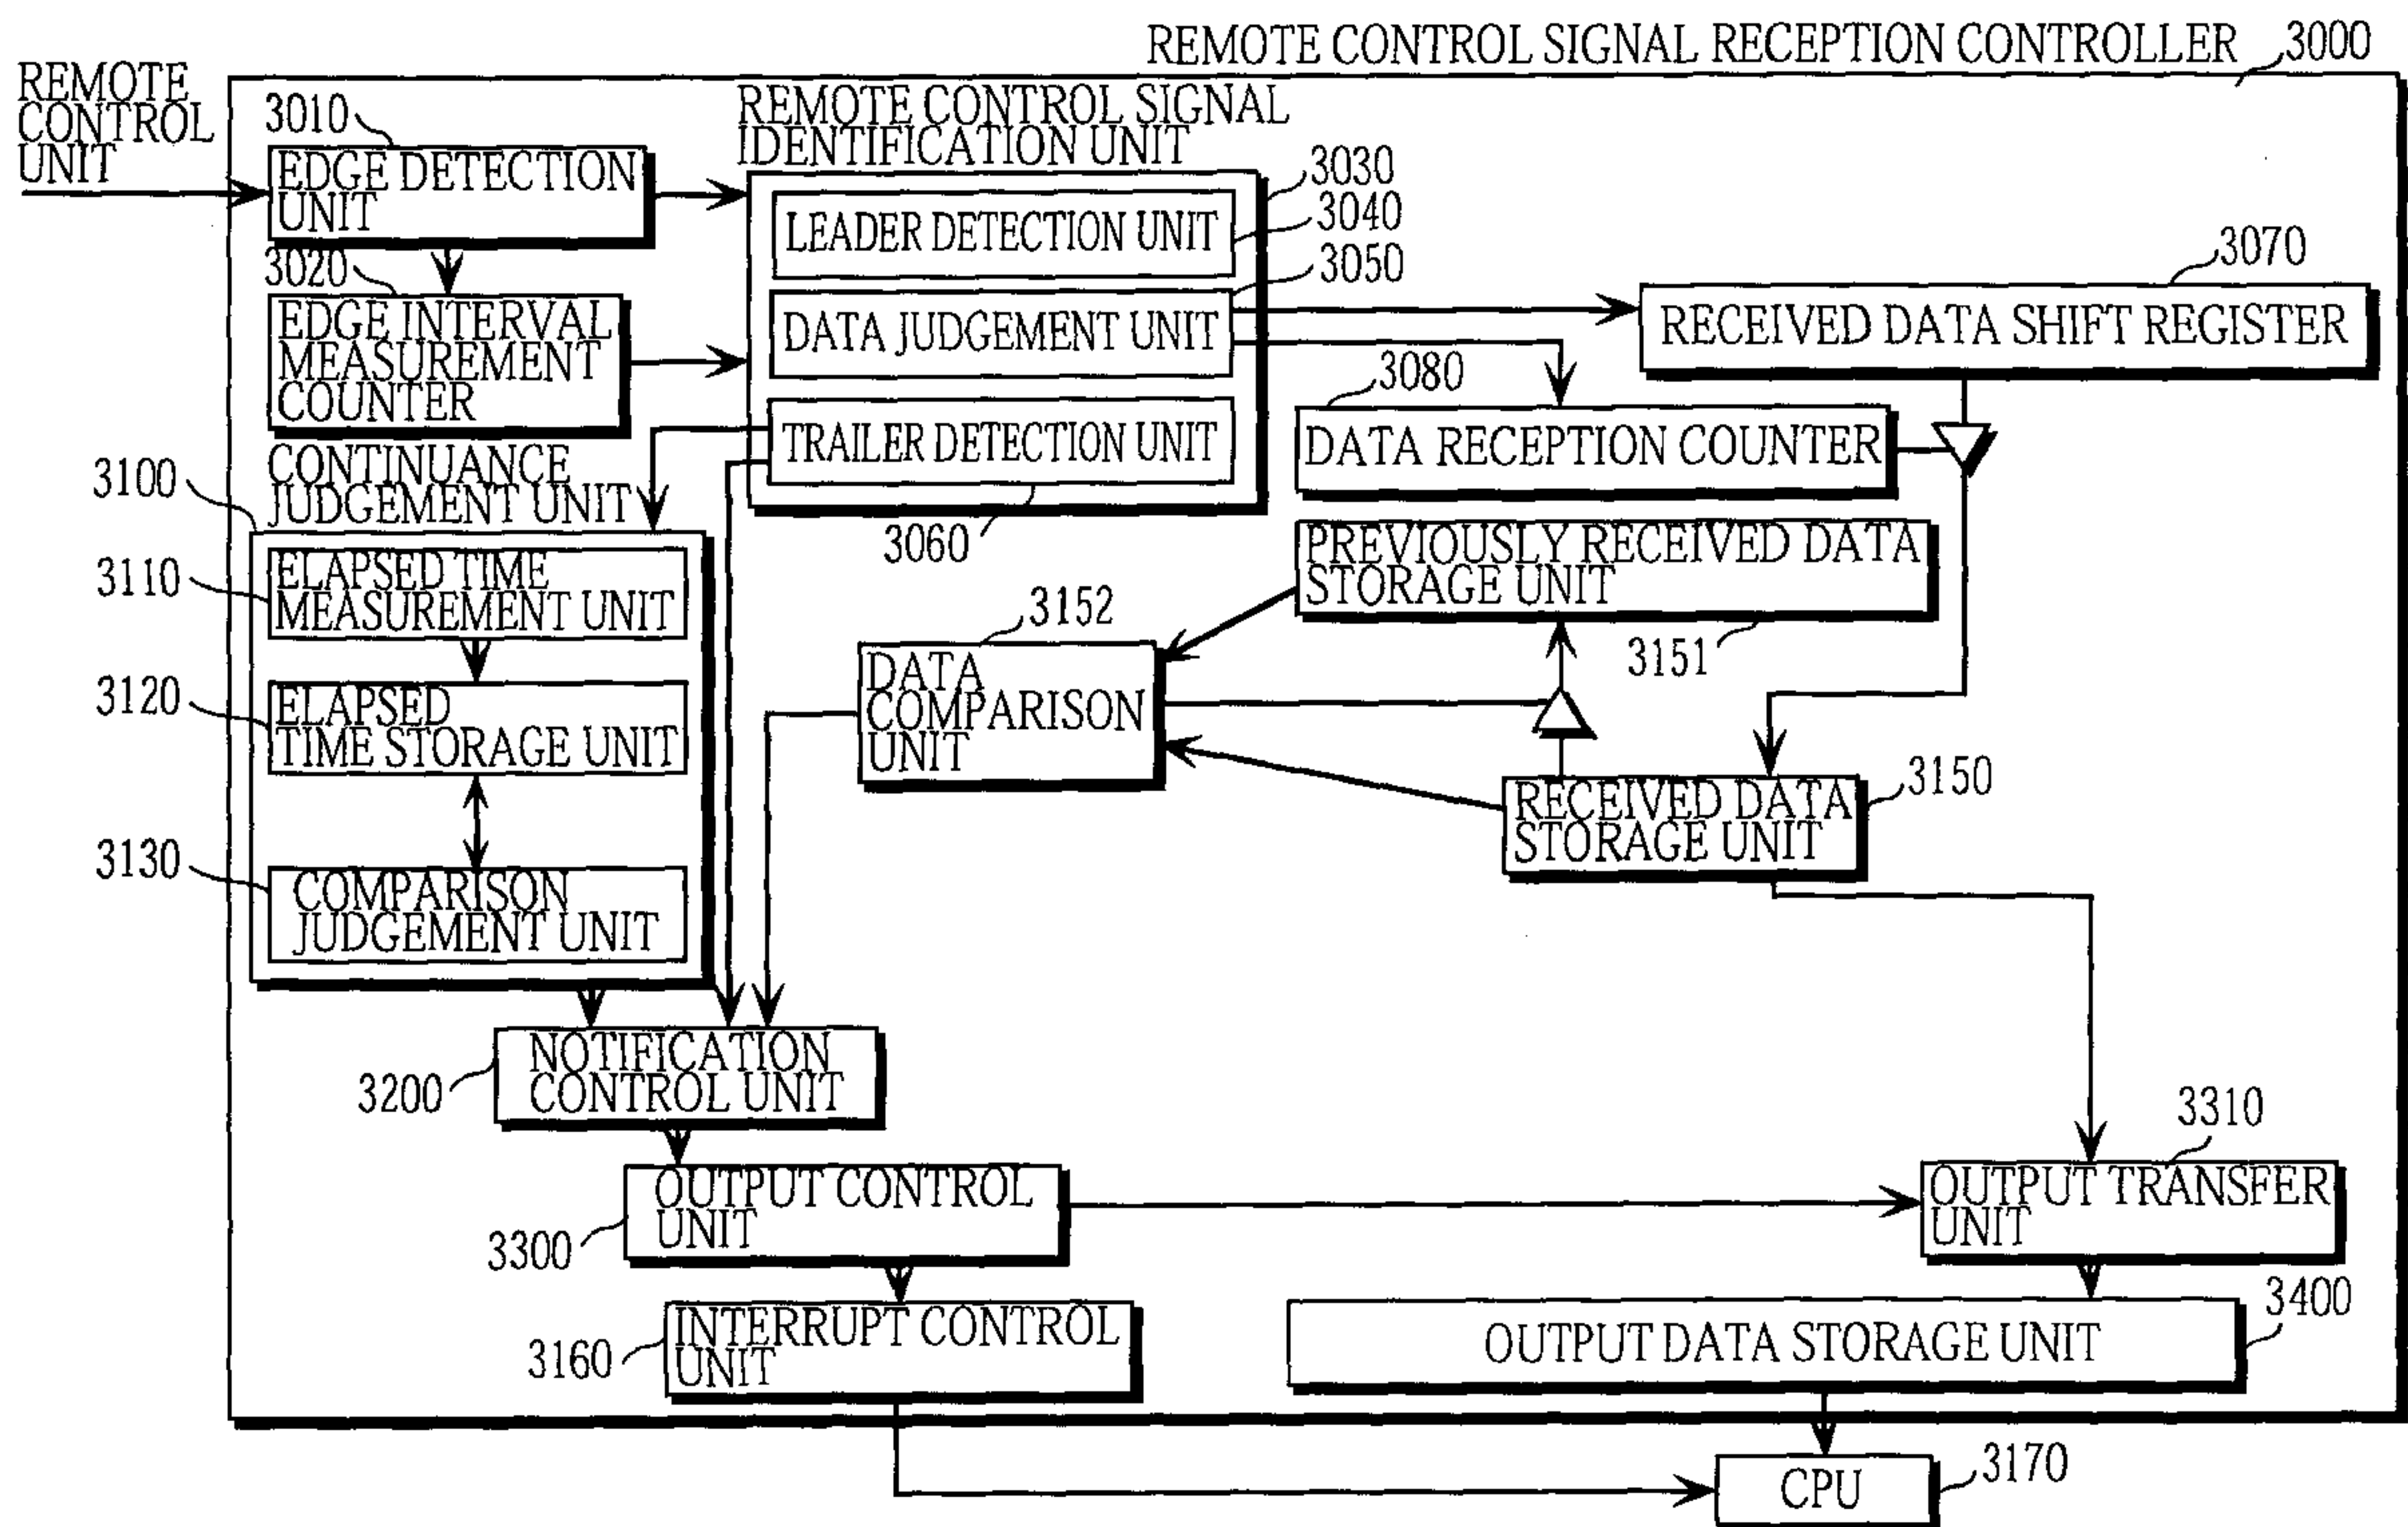 REMOTE CONTROL SIGNAL RECEPTION CONTROLLER
3000
REMOTE
CONTROL
UNIT
3010
EDGE DETECTION
UNIT
REMOTE CONTROL SIGNAL
IDENTIFICATION UNIT
3030
LEADER DETECTION UNIT
3040
3050
DATA JUDGEMENT UNIT
3020
EDGE INTERVAL
MEASUREMENT
COUNTER
TRAILER DETECTION UNIT
3060
3070
RECEIVED DATA SHIFT REGISTER
3080
DATA RECEPTION COUNTER
PREVIOUSLY RECEIVED DATA
STORAGE UNIT
3151
3100
CONTINUANCE
JUDGEMENT UNIT
3110
ELAPSED TIME
MEASUREMENT UNIT
3120
ELAPSED
TIME STORAGE UNIT
3130
COMPARISON
JUDGEMENT UNIT
3152
DATA
COMPARISON
UNIT
3150
RECEIVED DATA
STORAGE UNIT
NOTIFICATION
CONTROL UNIT
3200
OUTPUT CONTROL
UNIT
3300
3310
OUTPUT TRANSFER
UNIT
INTERRUPT CONTROL
UNIT
3160
3400
OUTPUT DATA STORAGE UNIT
CPU
3170